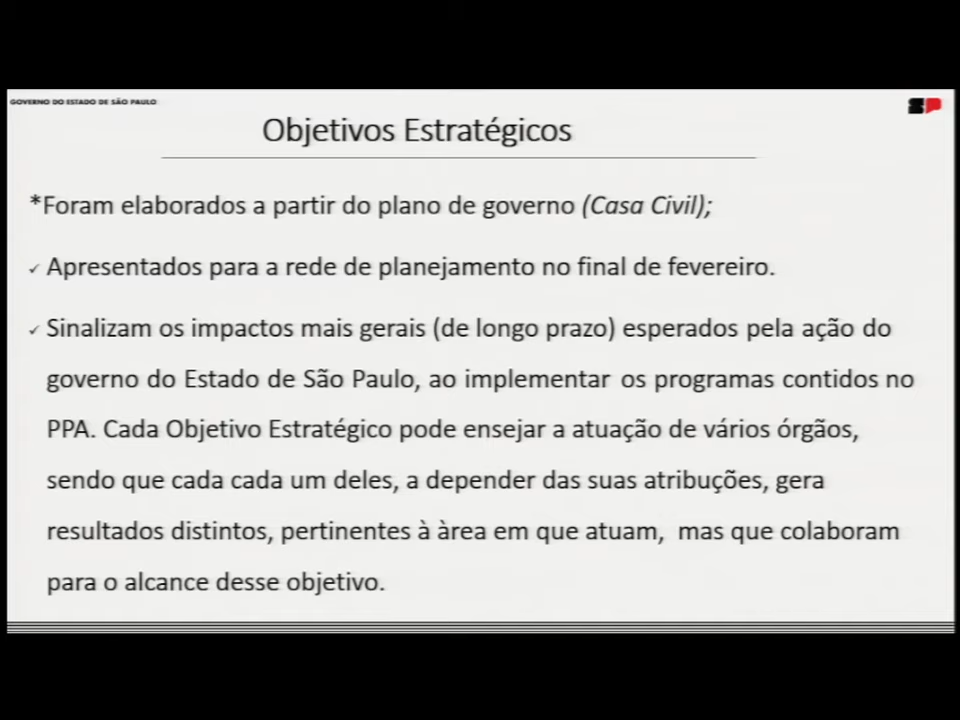 GOVERNO DO ESTADO DE SÃO PAULO
SP
Objetivos Estratégicos
*Foram elaborados a partir do plano de governo (Casa Civil);
✓ Apresentados para a rede de planejamento no final de fevereiro.
✓ Sinalizam os impactos mais gerais (de longo prazo) esperados pela ação do
governo do Estado de São Paulo, ao implementar os programas contidos no
PPA. Cada Objetivo Estratégico pode ensejar a atuação de vários órgãos,
sendo que cada cada um deles, a depender das suas atribuções, gera
resultados distintos, pertinentes à àrea em que atuam, mas que colaboram
para o alcance desse objetivo.